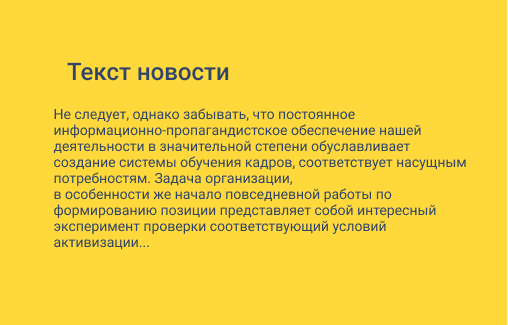 Текст новости
Не следует, однако забывать, что постоянное
информационно-пропагандистское обеспечение нашей
деятельности в значительной степени обуславливает
создание системы обучения кадров, соответствует насущным
потребностям. Задача организации,
в особенности же начало повседневной работы по
формированию позиции представляет собой интересный
эксперимент проверки соответствующий условий
активизации...